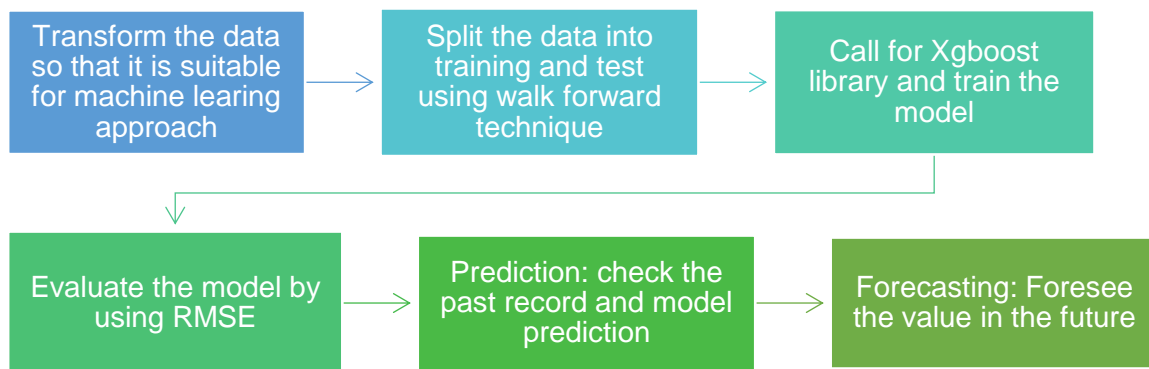 Transform the data
so that it is suitable
for machine learing
approach
Split the data into
training and test
using walk forward
technique
Call for Xgboost
library and train the
model
Evaluate the model by
using RMSE
Prediction: check the
past record and model
prediction
Forecasting: Foresee
the value in the future